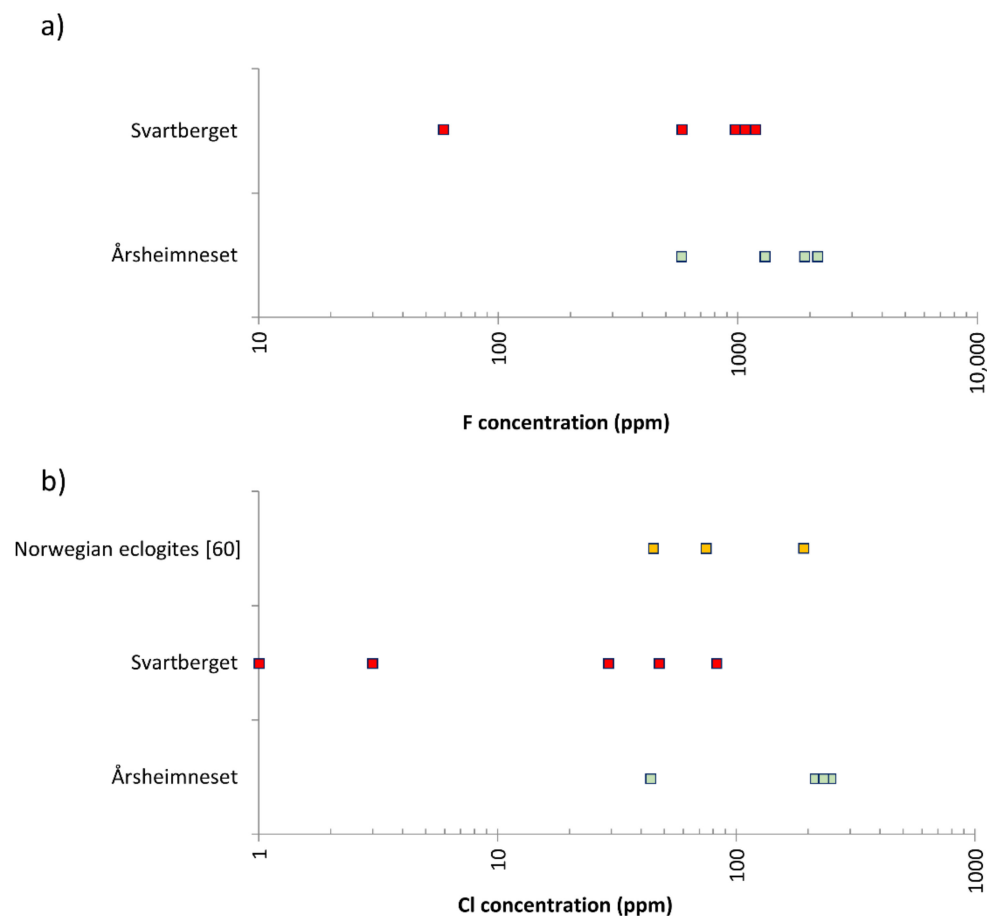 a)
Svartberget
Årsheimneset
10
100
1000
10,000
F concentration (ppm)
b)
Norwegian eclogites [60]
Svartberget
Årsheimneset
1
10
100
1000
Cl concentration (ppm)